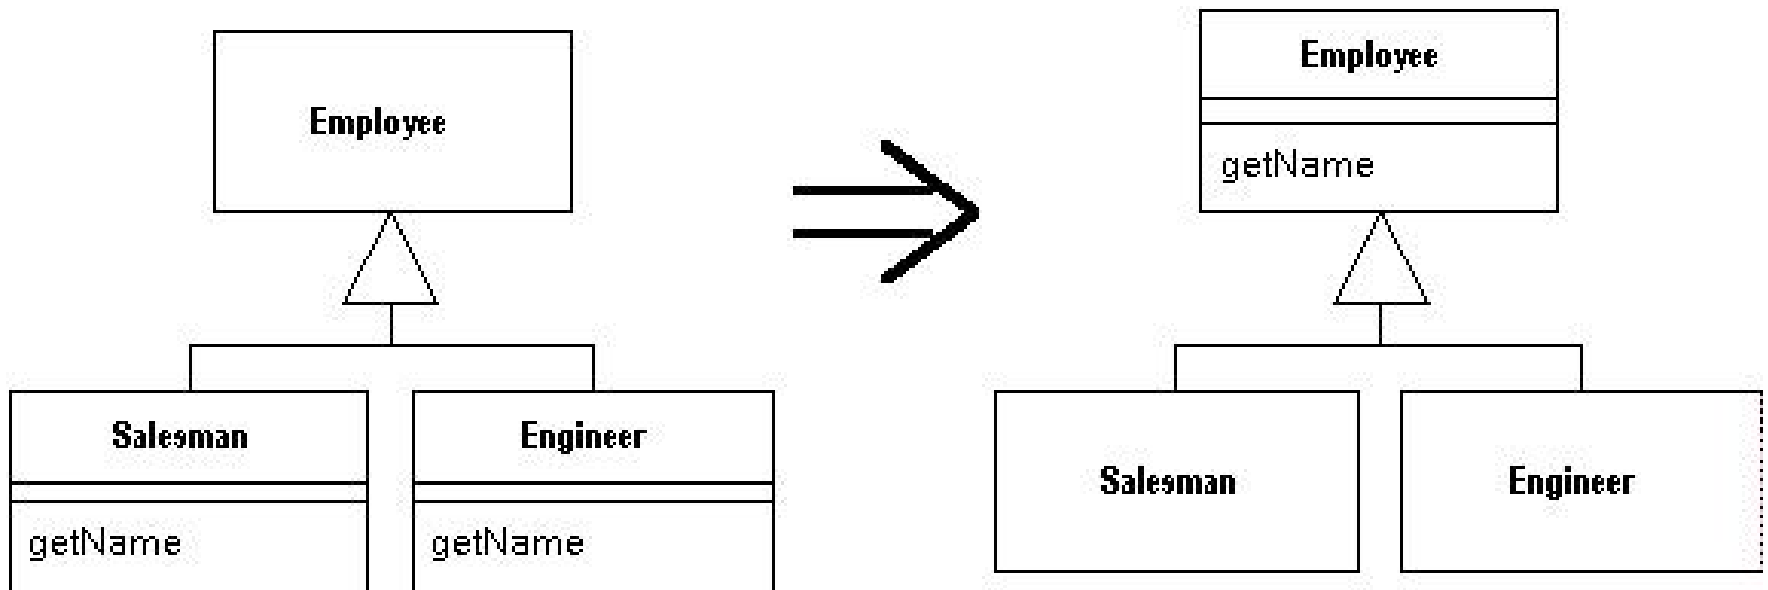 Employee
Salesman
Engineer
getName
getName
Employee
getName
Salesman
Engineer